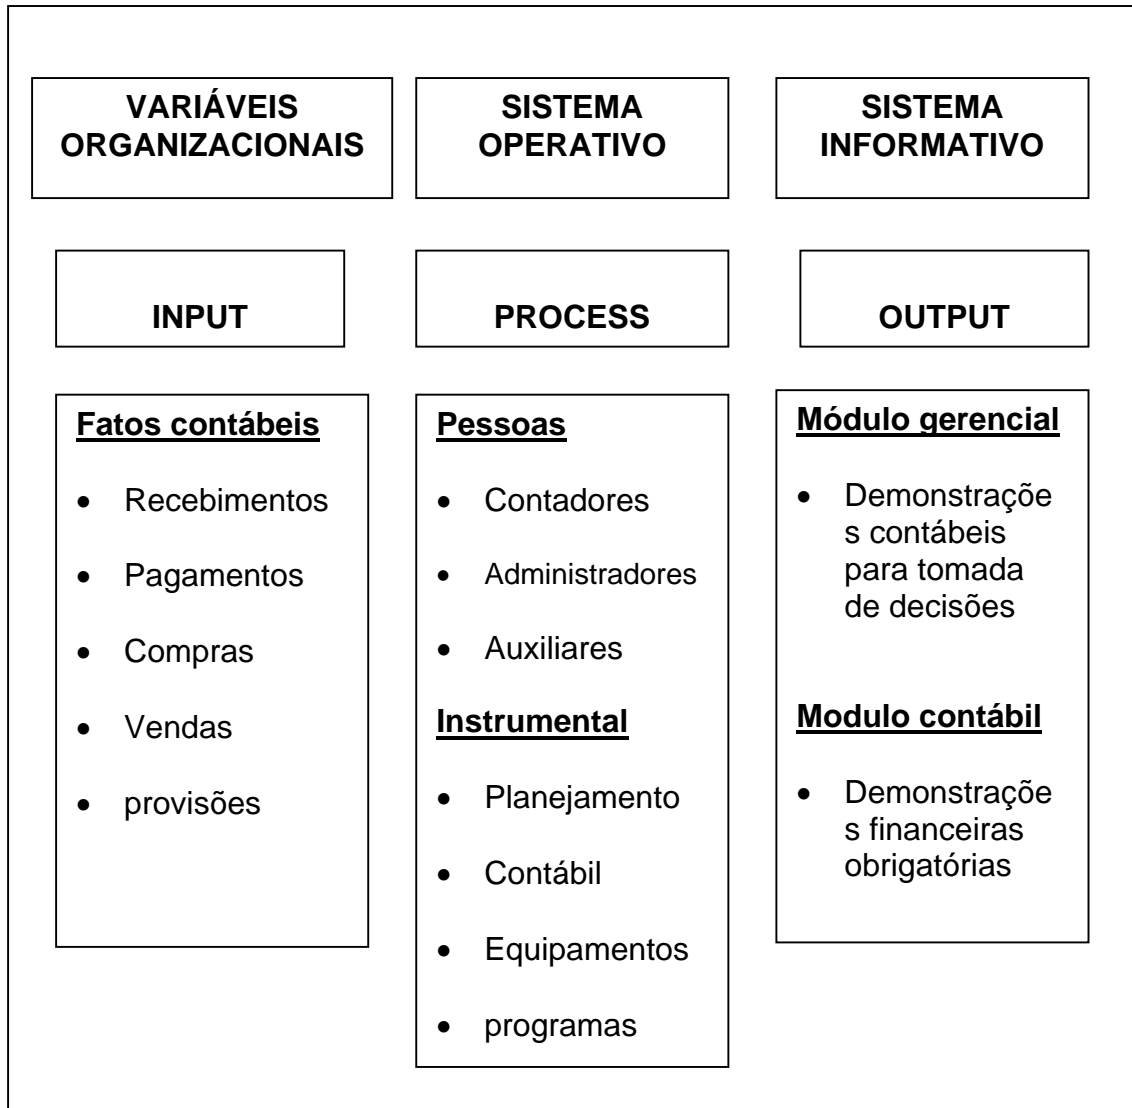 VARIÁVEIS
ORGANIZACIONAIS
SISTEMA
OPERATIVO
SISTEMA
INFORMATIVO
INPUT
PROCESS
OUTPUT
Fatos contábeis
• Recebimentos
• Pagamentos
• Compras
• Vendas
• provisões
Pessoas
• Contadores
• Administradores
• Auxiliares
Instrumental
• Planejamento
• Contábil
• Equipamentos
• programas
Módulo gerencial
• Demonstraçõe
s contábeis
para tomada
de decisões
Modulo contábil
• Demonstraçõe
s financeiras
obrigatórias